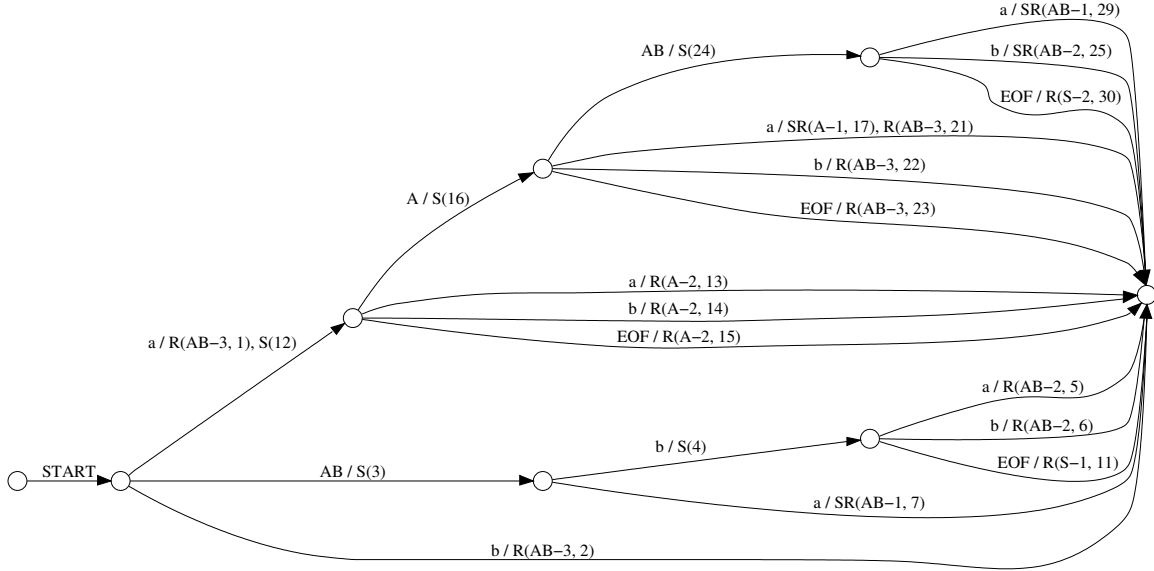 a / SR(AB−1, 29)
AB / S(24)
b / SR(AB−2, 25)
EOF / R(S−2, 30)
a / SR(A−1, 17), R(AB−3, 21)
b / R(AB−3, 22)
A / S(16)
EOF / R(AB−3, 23)
a / R(A−2, 13)
b / R(A−2, 14)
EOF / R(A−2, 15)
a / R(AB−3, 1), S(12)
a / R(AB−2, 5)
b / R(AB−2, 6)
b / S(4)
EOF / R(S−1, 11)
START
AB / S(3)
a / SR(AB−1, 7)
b / R(AB−3, 2)